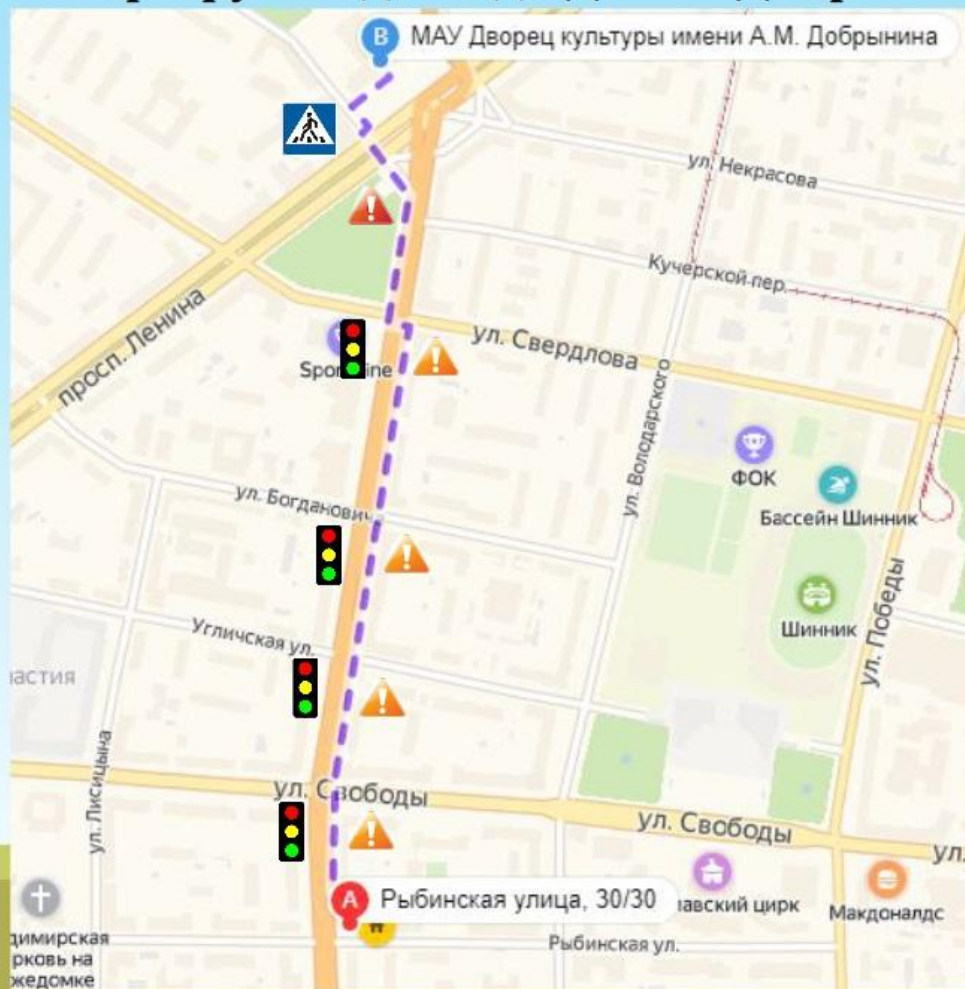 В МАУ Дворец культуры имени А.М. Добрынина
ул. Некрасова
Кучерской пер.
просп. Ленина
ул. Свердлова
ул. Володарского
ФОК
Бассейн Шинник
ул. Богданович
Шинник
ул. Победы
Угличская ул.
ул. Лисицына
ул. Свободы
ул. Свободы
ул.
А Рыбинская улица, 30/30
Макдоналдс
Рыбинская ул.